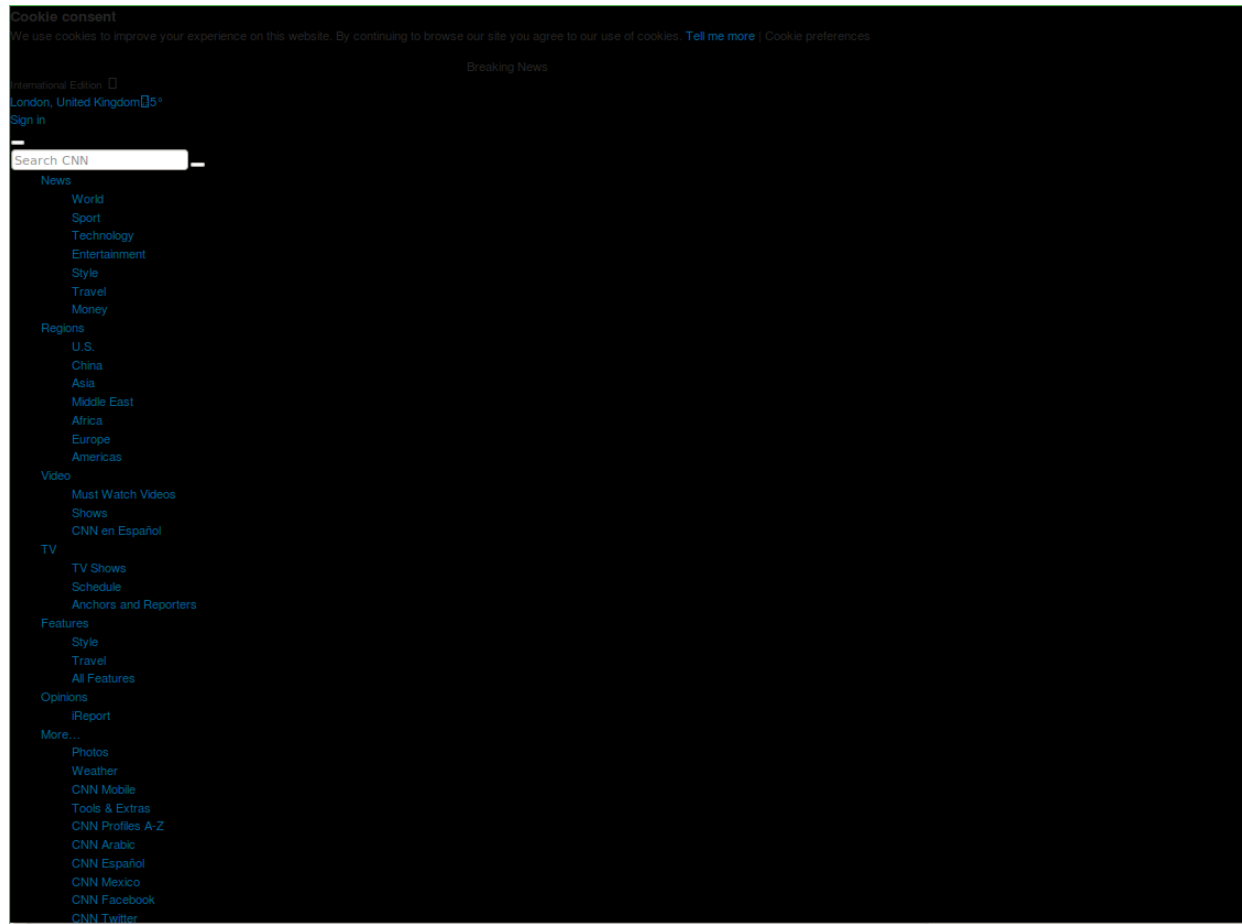 Cookie consent
We use cookies to improve your experience on this website. By continuing to browse our site you agree to our use of cookies. Tell me more | Cookie preferences
Breaking News
International Edition
London, United Kingdom 5°
Sign in
Search CNN
News
World
Sport
Technology
Entertainment
Style
Travel
Money
Regions
U.S.
China
Asia
Middle East
Africa
Europe
Americas
Video
Must Watch Videos
Shows
CNN en Español
TV
TV Shows
Schedule
Anchors and Reporters
Features
Style
Travel
All Features
Opinions
iReport
More…
Photos
Weather
CNN Mobile
Tools & Extras
CNN Profiles A-Z
CNN Arabic
CNN Español
CNN Mexico
CNN Facebook
CNN Twitter